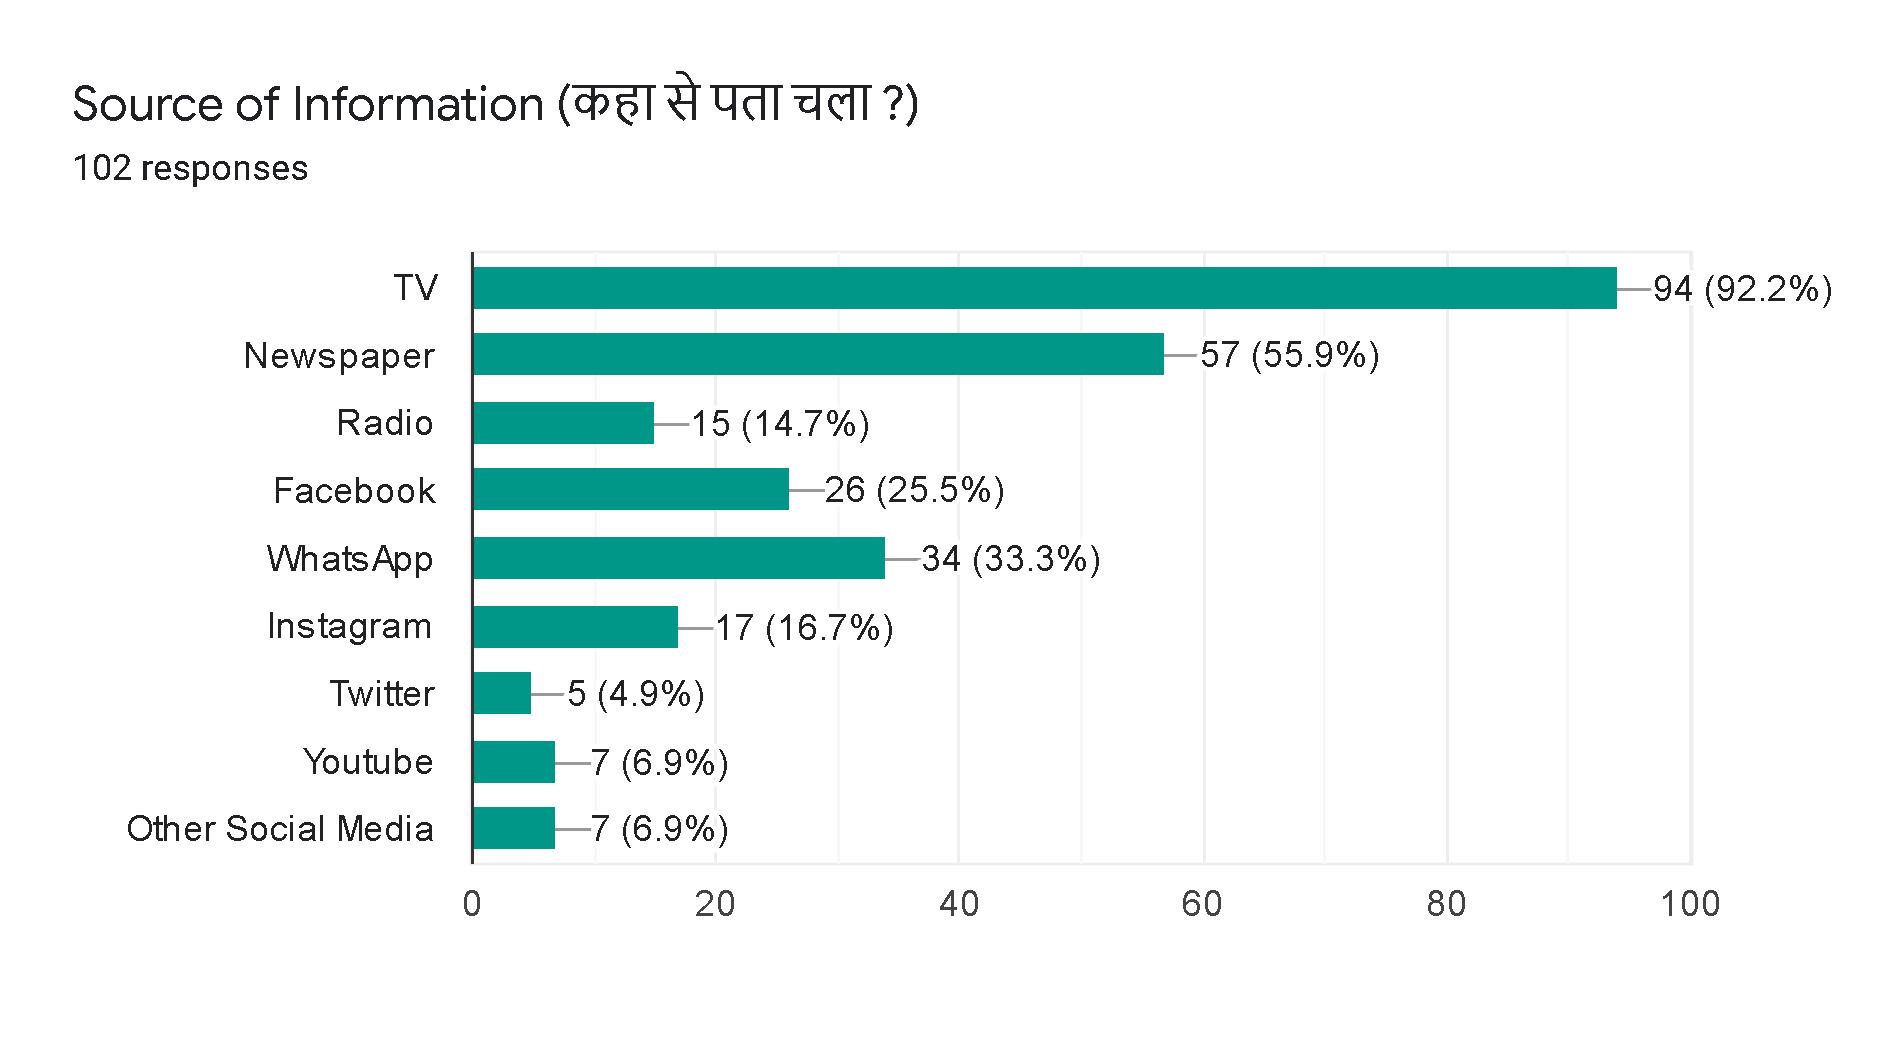 Source of Information (कहा से पता चला ?)
102 responses
TV 94 (92.2%)
Newspaper 57 (55.9%)
Radio 15 (14.7%)
Facebook 26 (25.5%)
WhatsApp 34 (33.3%)
Instagram 17 (16.7%)
Twitter 5 (4.9%)
Youtube 7 (6.9%)
Other Social Media 7 (6.9%)
0 20 40 60 80 100